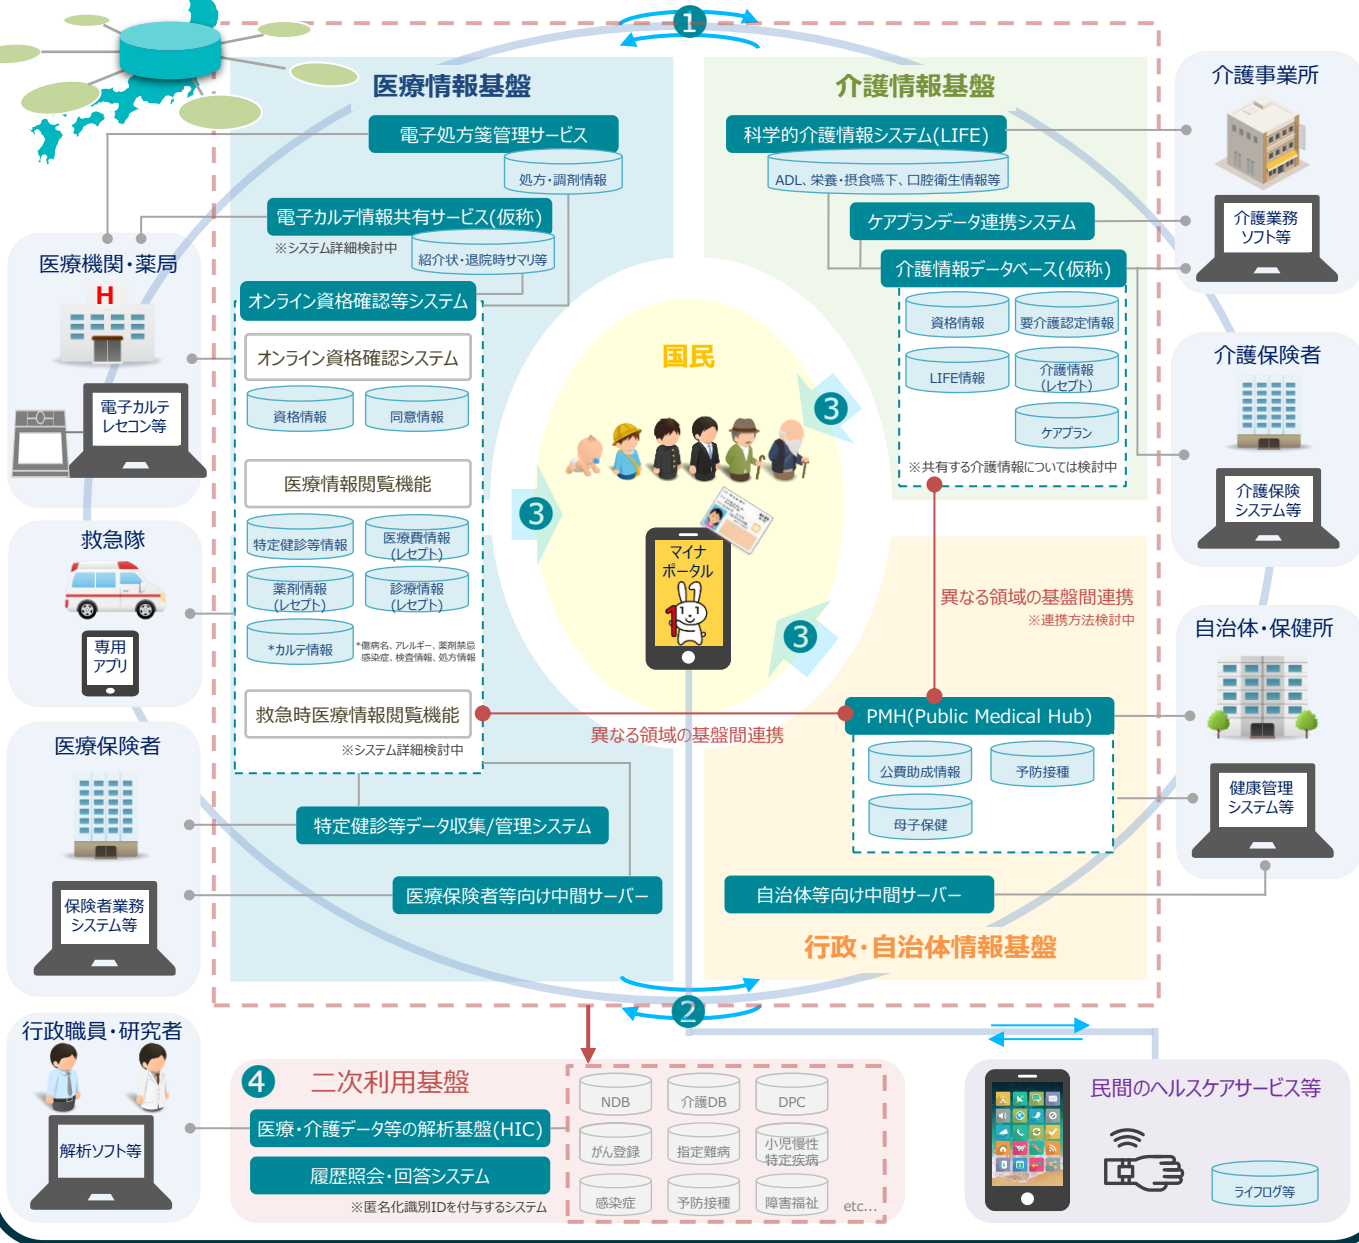 1
医療情報基盤
電子処方箋管理サービス
処方・調剤情報
電子カルテ情報共有サービス(仮称)
※システム詳細検討中
紹介状・退院時サマリ等
オンライン資格確認等システム
オンライン資格確認システム
資格情報
同意情報
医療情報閲覧機能
特定健診等情報
医療費情報
(レセプト)
薬剤情報
(レセプト)
診療情報
(レセプト)
*カルテ情報
*傷病名、アレルギー、薬剤禁忌
感染症、検査情報、処方情報
救急時医療情報閲覧機能
※システム詳細検討中
特定健診等データ収集/管理システム
医療保険者等向け中間サーバー
介護情報基盤
科学的介護情報システム(LIFE)
ADL、栄養・摂食嚥下、口腔衛生情報等
ケアプランデータ連携システム
介護情報データベース(仮称)
資格情報
要介護認定情報
LIFE情報
介護情報
(レセプト)
ケアプラン
※共有する介護情報については検討中
国民
3
3
3
マイナ
ポータル
1
異なる領域の基盤間連携
※連携方法検討中
異なる領域の基盤間連携
PMH(Public Medical Hub)
公費助成情報
予防接種
母子保健
自治体等向け中間サーバー
行政・自治体情報基盤
2
医療機関・薬局
H
電子カルテ
レセコン等
救急隊
専用
アプリ
医療保険者
保険者業務
システム等
行政職員・研究者
解析ソフト等
介護事業所
介護業務
ソフト等
介護保険者
介護保険
システム等
自治体・保健所
健康管理
システム等
4
二次利用基盤
医療・介護データ等の解析基盤(HIC)
履歴照会・回答システム
※匿名化識別IDを付与するシステム
NDB
介護DB
DPC
がん登録
指定難病
小児慢性
特定疾病
感染症
予防接種
障害福祉
etc...
民間のヘルスケアサービス等
ライフログ等